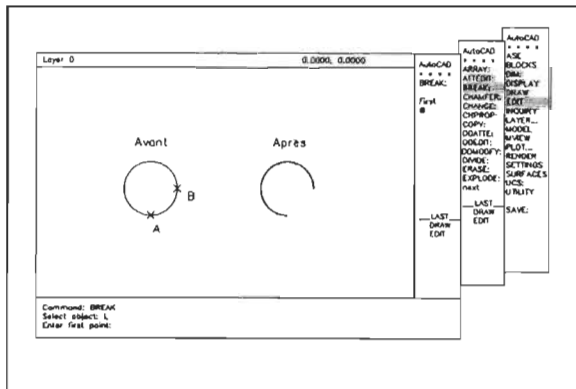 Layer 0 0.0000, 0.0000
Avant
Après
B
A
Command: BREAK
Select object: L
Enter first point:
AutoCAD
* * * *
BREAK:
First
@
LAST
DRAW
EDIT
AutoCAD
* * * *
ARRAY:
ATTEDIT:
BREAK:
CHAMFER:
CHANGE:
CHPROP:
COPY:
DDATTE:
DDEDIT:
DDMODFY:
DIVIDE:
ERASE:
EXPLODE:
next
LAST
DRAW
EDIT
AutoCAD
* * * *
ASE
BLOCKS
DIM:
DISPLAY
DRAW
EDIT
INQUIRY
LAYER...
MODEL
MVIEW
PLOT...
RENDER
SETTINGS
SURFACES
UCS:
UTILITY
SAVE: